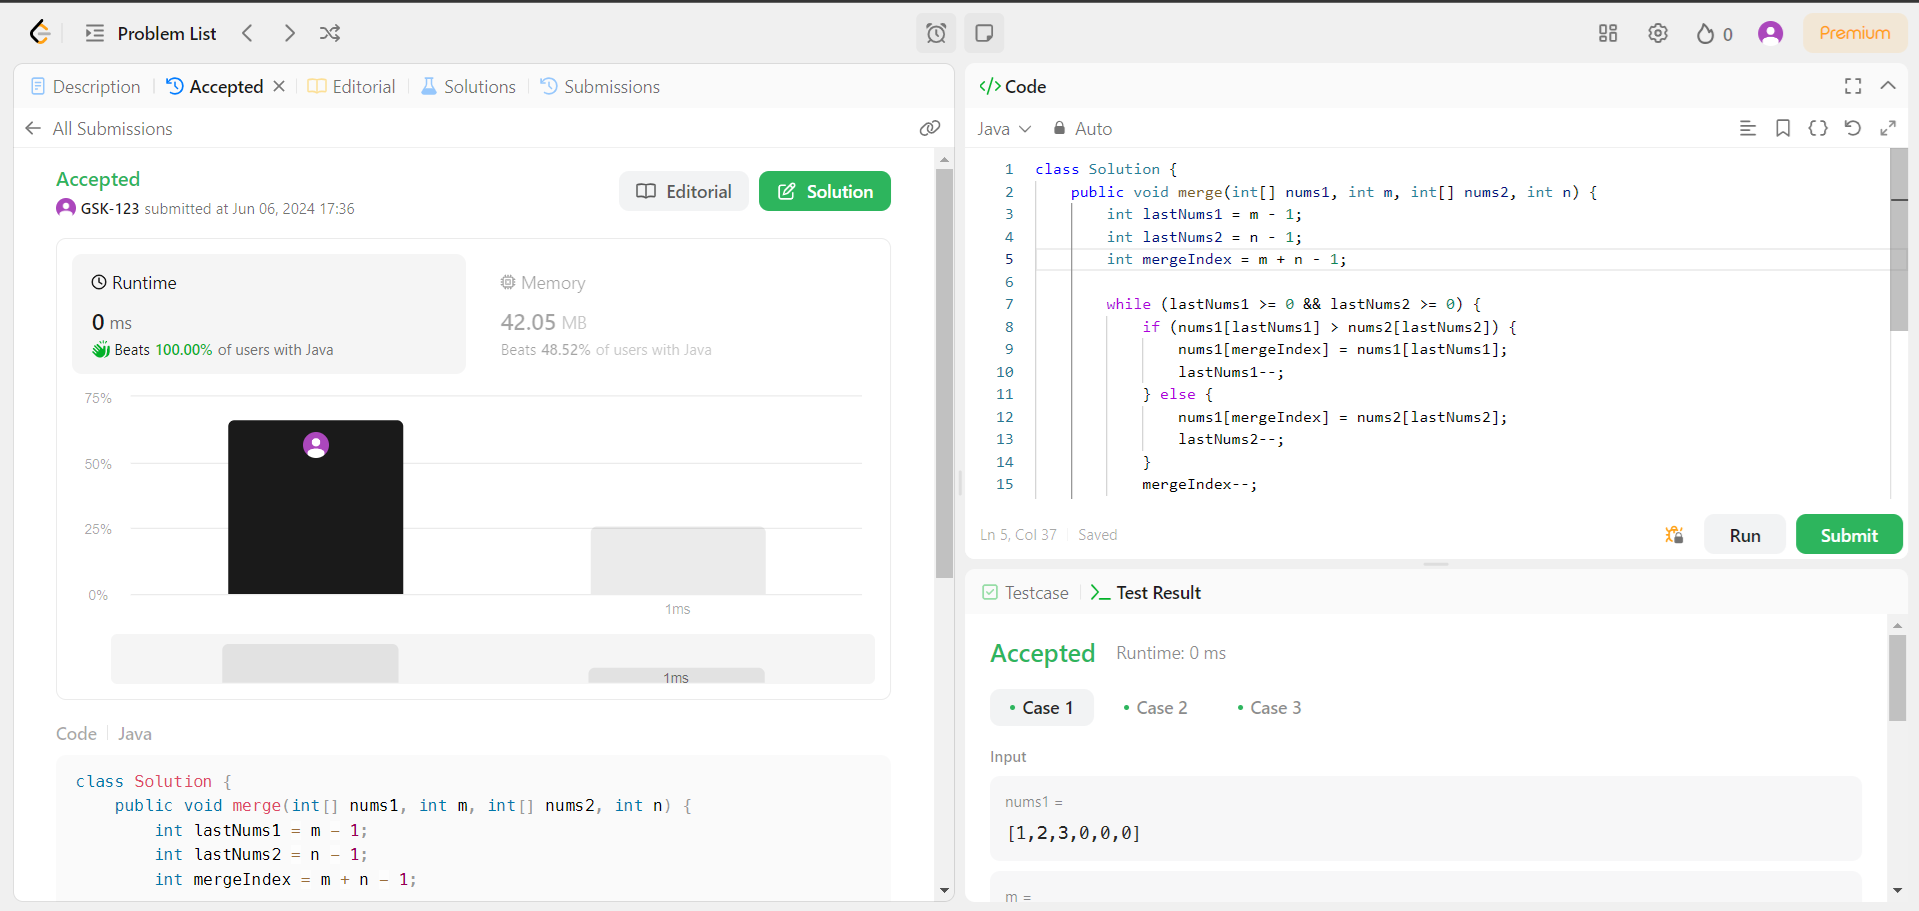 Problem List
0
Premium
Description
Accepted
Editorial
Solutions
Submissions
All Submissions
Accepted
GSK-123 submitted at Jun 06, 2024 17:36
Editorial
Solution
Runtime
0 ms
Beats 100.00% of users with Java
Memory
42.05 MB
Beats 48.52% of users with Java
75%
50%
25%
0%
1ms
1ms
Code
Java
class Solution {
    public void merge(int[] nums1, int m, int[] nums2, int n) {
        int lastNums1 = m - 1;
        int lastNums2 = n - 1;
        int mergeIndex = m + n - 1;
</> Code
Java
Auto
1 class Solution {
2     public void merge(int[] nums1, int m, int[] nums2, int n) {
3         int lastNums1 = m - 1;
4         int lastNums2 = n - 1;
5         int mergeIndex = m + n - 1;
6
7         while (lastNums1 >= 0 && lastNums2 >= 0) {
8             if (nums1[lastNums1] > nums2[lastNums2]) {
9                 nums1[mergeIndex] = nums1[lastNums1];
10                 lastNums1--;
11             } else {
12                 nums1[mergeIndex] = nums2[lastNums2];
13                 lastNums2--;
14             }
15             mergeIndex--;
Ln 5, Col 37
Saved
Run
Submit
Testcase
Test Result
Accepted
Runtime: 0 ms
• Case 1
• Case 2
• Case 3
Input
nums1 =
[1,2,3,0,0,0]
m =